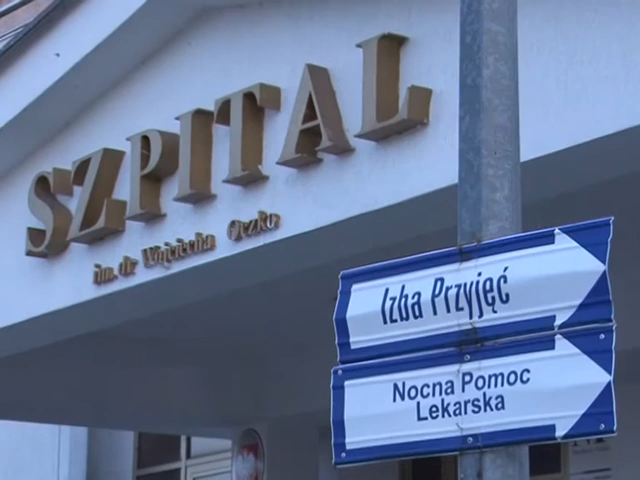 SZPITAL
im. dr Wojciecha Oczko
Izba Przyjęć
Nocna Pomoc
Lekarska